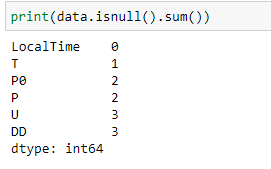 print(data.isnull().sum())
LocalTime    0
T            1
P0           2
P            2
U            3
DD           3
dtype: int64